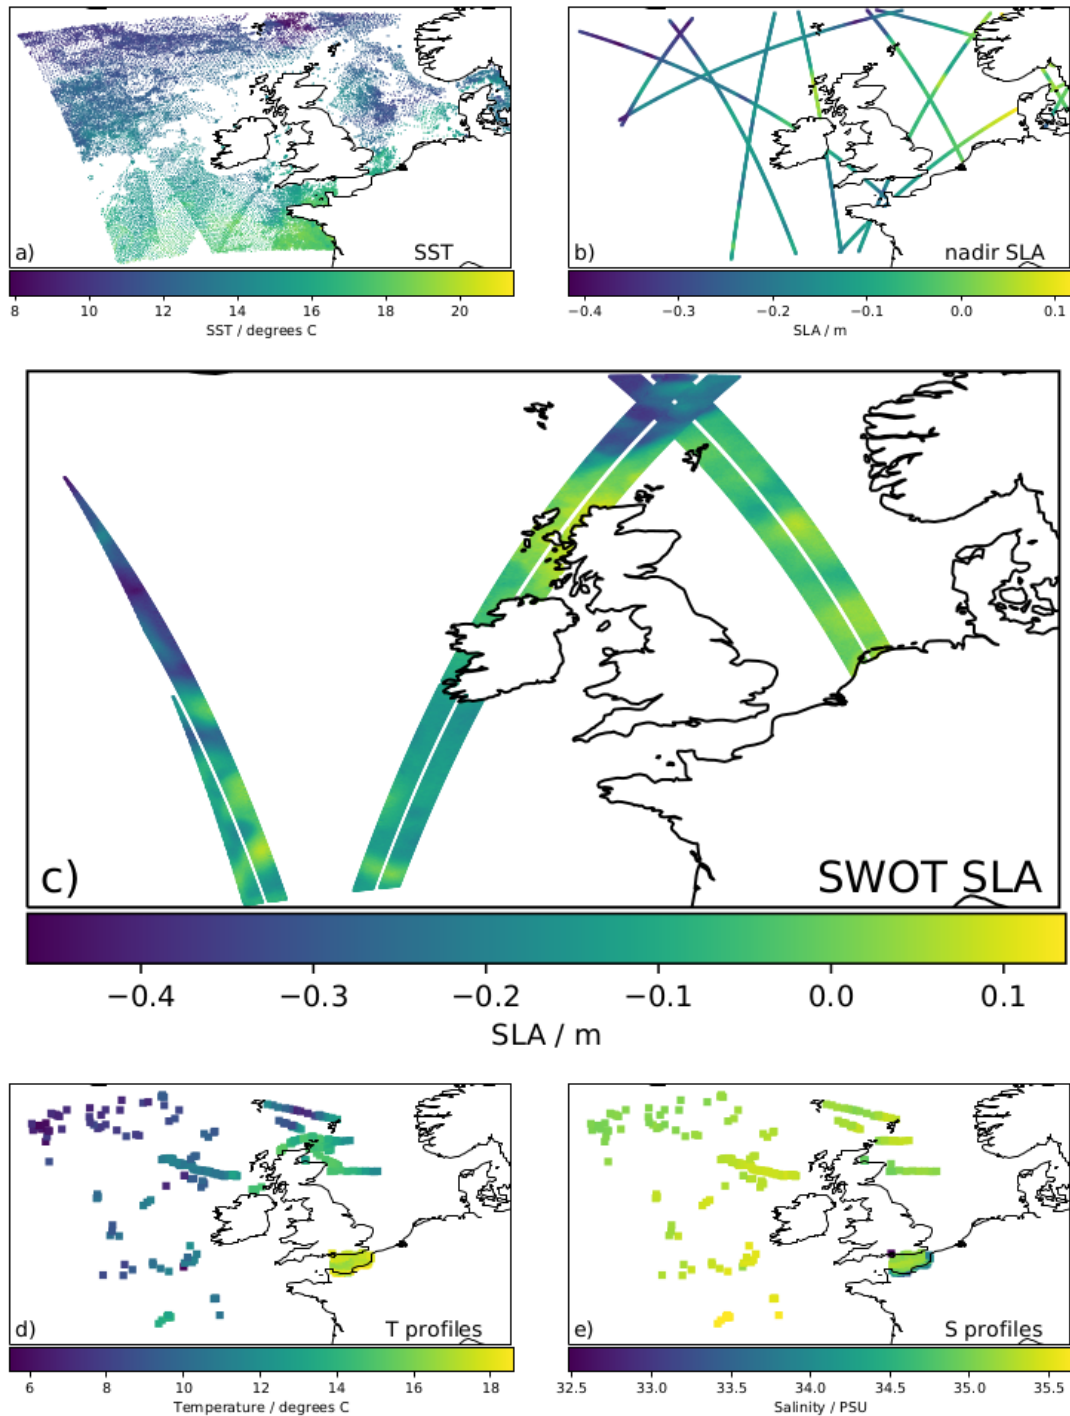 a)
SST
8 10 12 14 16 18 20
SST / degrees C
b)
nadir SLA
−0.4 −0.3 −0.2 −0.1 0.0 0.1
SLA / m
c)
SWOT SLA
−0.4 −0.3 −0.2 −0.1 0.0 0.1
SLA / m
d)
T profiles
6 8 10 12 14 16 18
Temperature / degrees C
e)
S profiles
32.5 33.0 33.5 34.0 34.5 35.0 35.5
Salinity / PSU